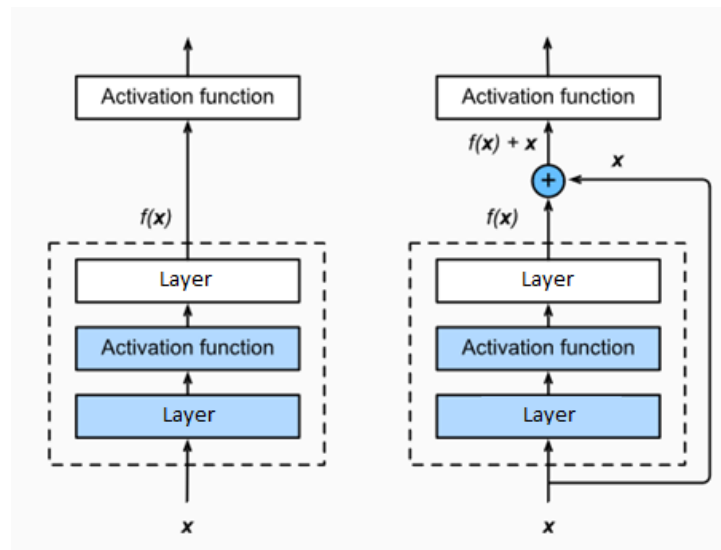 Activation function
f(x)
Layer
Activation function
Layer
x
Activation function
f(x) + x
x
+
f(x)
Layer
Activation function
Layer
x